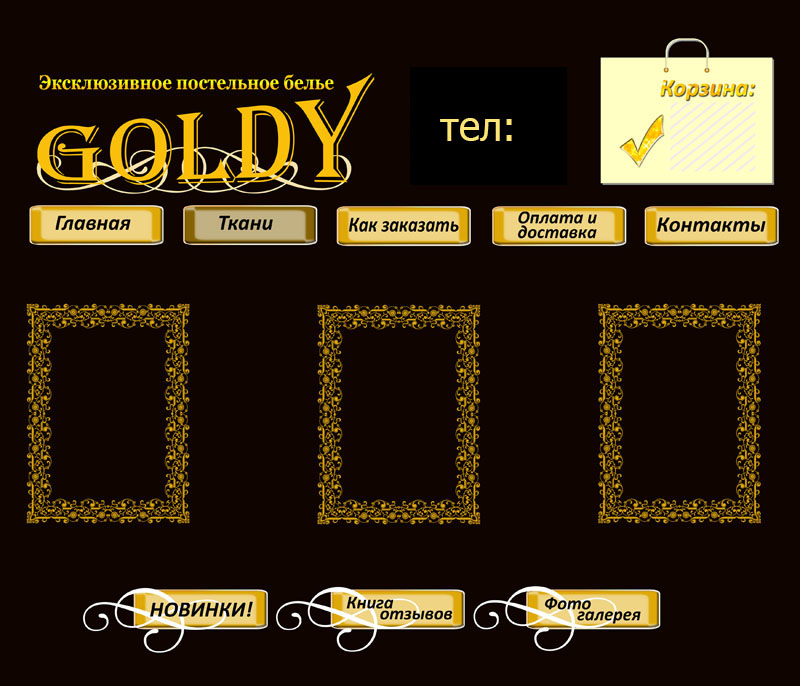 Эксклюзивное постельное белье
GOLDY
тел:
Корзина:
Главная
Ткани
Как заказать
Оплата и
доставка
Контакты
НОВИНКИ!
Книга
отзывов
Фото
галерея